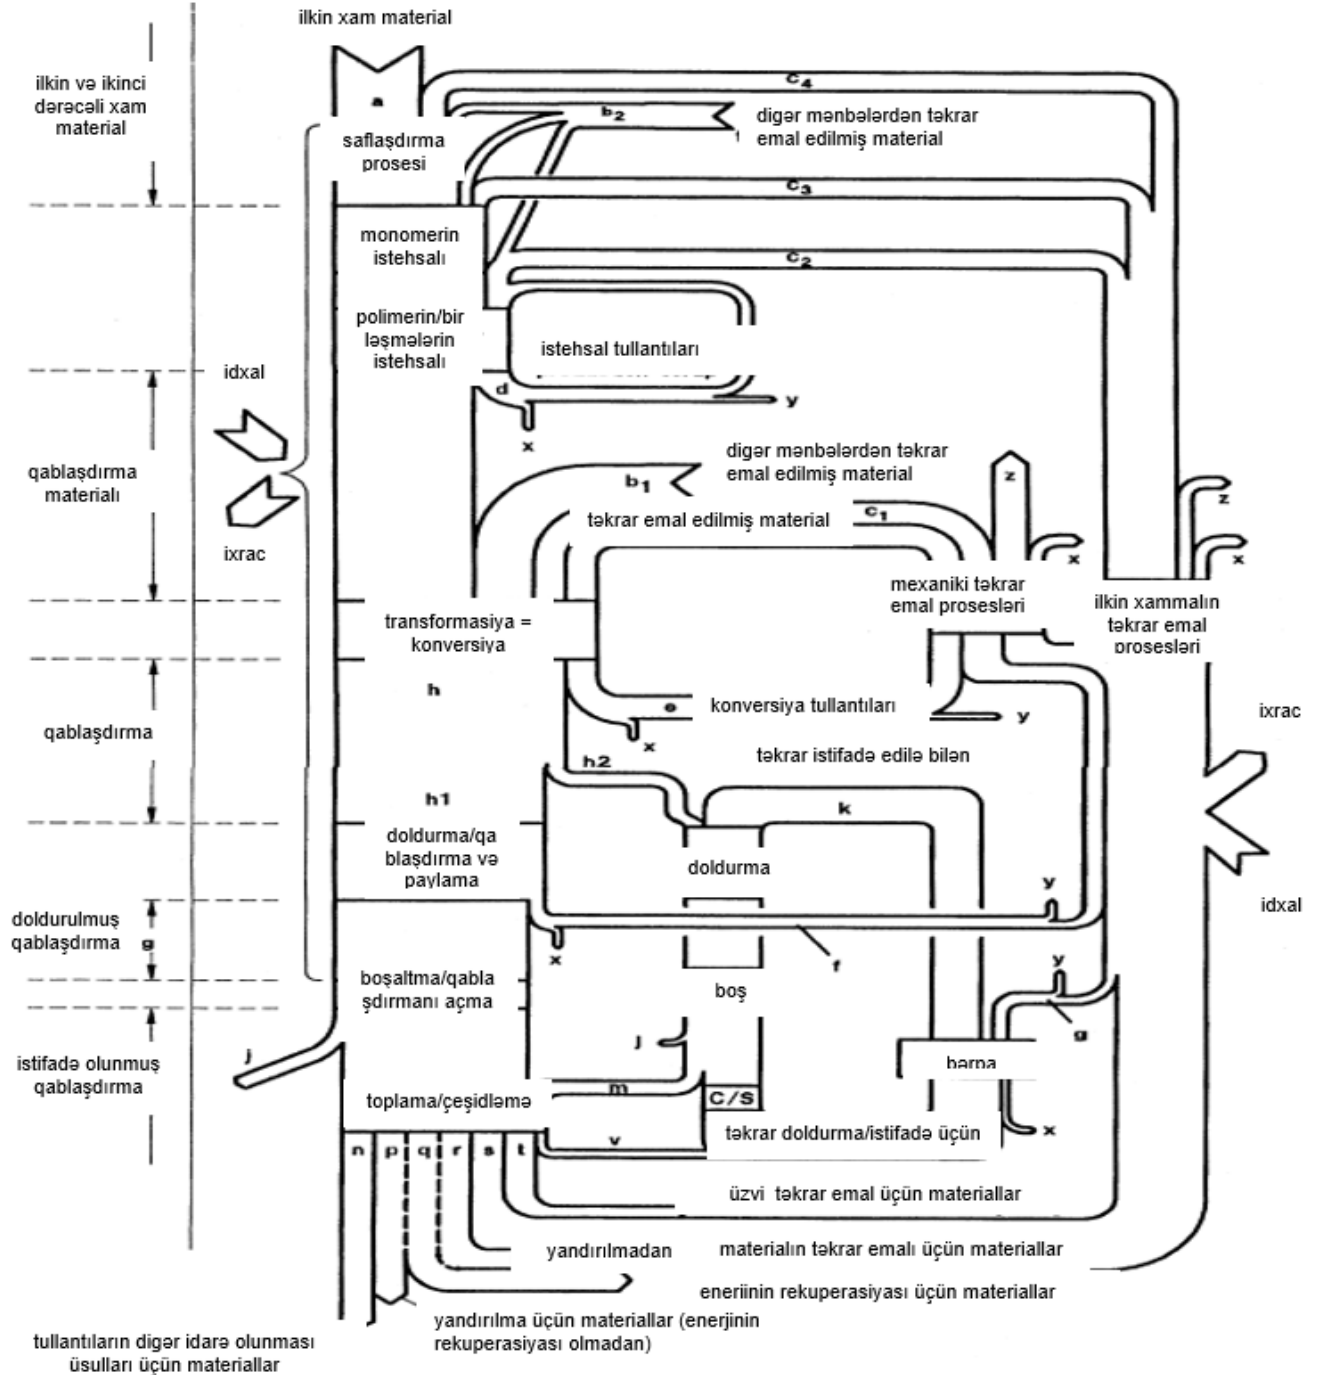 ilkin xam material
ilkin və ikinci
dərəcəli xam
material
a
c4
b2
digər mənbələrdən təkrar
emal edilmiş material
saflaşdırma
prosesi
c3
monomerin
istehsalı
c2
polimerin/bir
ləşmələrin
istehsalı
istehsal tullantıları
idxal
d
y
x
qablaşdırma
materialı
digər mənbələrdən təkrar
emal edilmiş material
b1
z
z
təkrar emal edilmiş material
c1
ixrac
x
x
mexaniki təkrar
emal prosesləri
ilkin xammalın
təkrar emal
prosesləri
transformasiya =
konversiya
h
e
konversiya tullantıları
y
ixrac
qablaşdırma
x
təkrar istifadə edilə bilən
h2
h1
k
doldurma/qa
blaşdırma və
paylama
doldurma
y
doldurulmuş
qablaşdırma
g
idxal
x
f
y
boşaltma/qabla
şdırmanı açma
boş
g
j
j
istifadə olunmuş
qablaşdırma
bərpa
m
C/S
toplama/çeşidləmə
x
v
təkrar doldurma/istifadə üçün
n
p
q
r
s
t
üzvi təkrar emal üçün materiallar
yandırılmadan
materialın təkrar emalı üçün materiallar
eneriinin rekuperasiyası üçün materiallar
yandırılma üçün materiallar (enerjinin
rekuperasiyası olmadan)
tullantıların digər idarə olunması
üsulları üçün materiallar